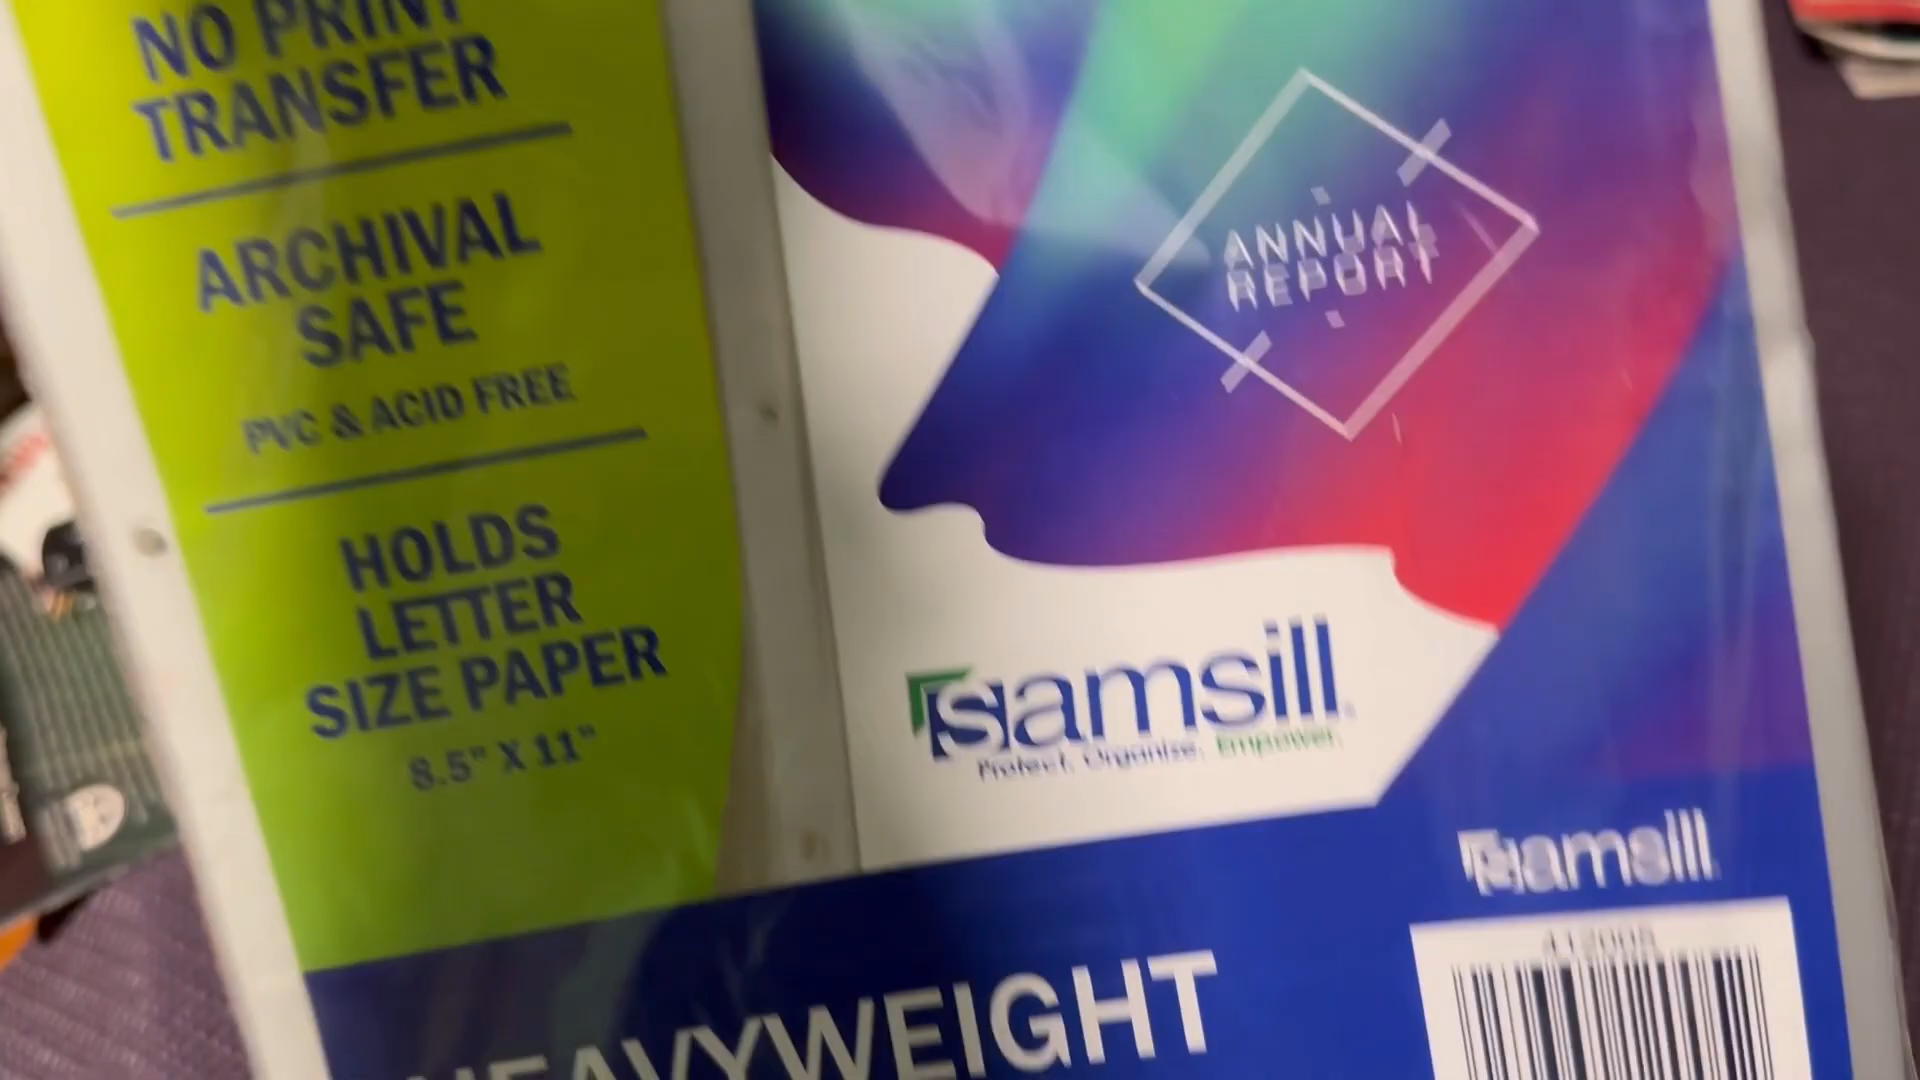 NO PRINT
TRANSFER
ARCHIVAL
SAFE
PVC & ACID FREE
HOLDS
LETTER
SIZE PAPER
8.5" X 11"
ANNUAL
REPORT
samsill
Protect. Organize. Empower.
samsill
HEAVYWEIGHT